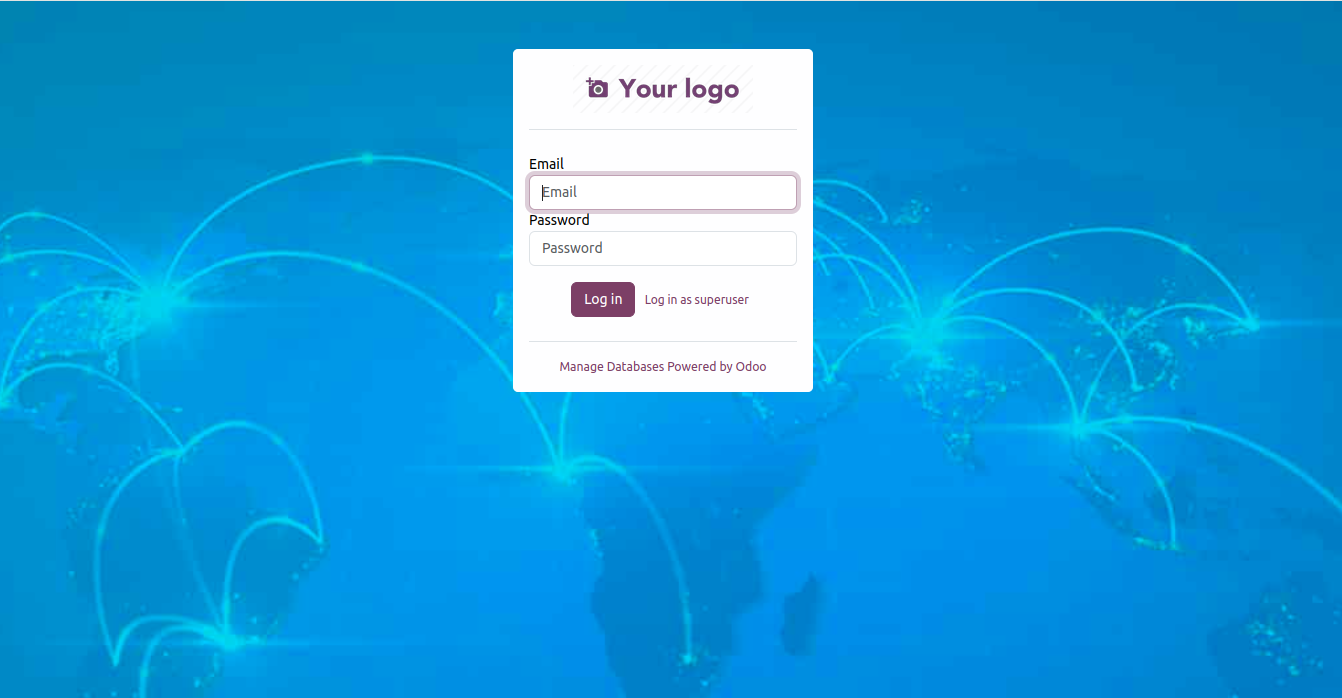 Your logo
Email
Email
Password
Password
Log in Log in as superuser
Manage Databases Powered by Odoo